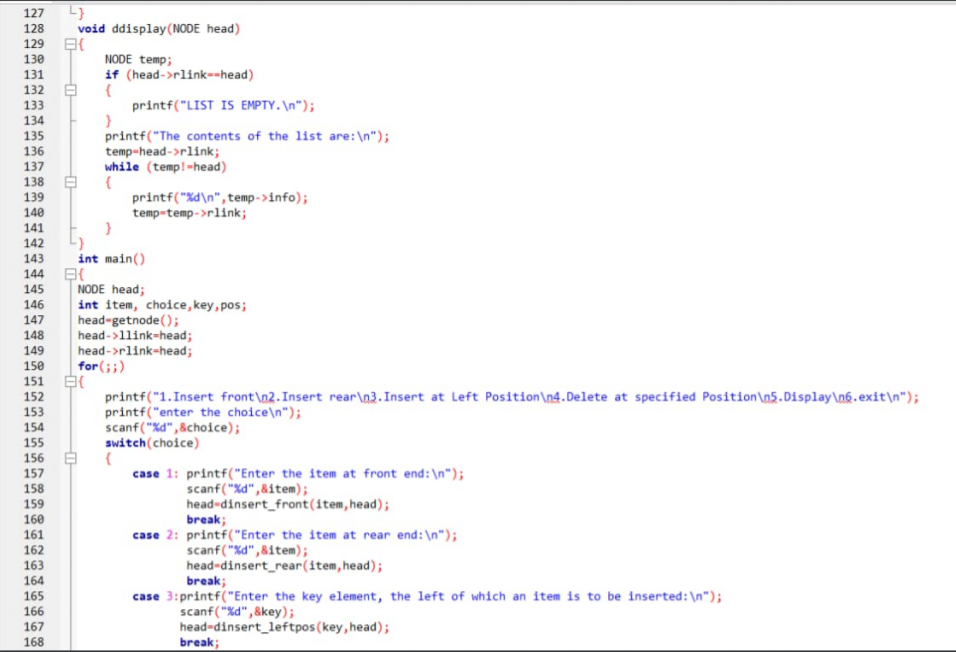 127 }
128 void ddisplay(NODE head)
129 {
130 NODE temp;
131 if (head->rlink==head)
132 {
133 printf("LIST IS EMPTY.\n");
134 }
135 printf("The contents of the list are:\n");
136 temp=head->rlink;
137 while (temp!=head)
138 {
139 printf("%d\n",temp->info);
140 temp=temp->rlink;
141 }
142 }
143 int main()
144 {
145 NODE head;
146 int item, choice,key,pos;
147 head=getnode();
148 head->llink=head;
149 head->rlink=head;
150 for(;;)
151 {
152 printf("1.Insert front\n2.Insert rear\n3.Insert at Left Position\n4.Delete at specified Position\n5.Display\n6.exit\n");
153 printf("enter the choice\n");
154 scanf("%d",&choice);
155 switch(choice)
156 {
157 case 1: printf("Enter the item at front end:\n");
158 scanf("%d",&item);
159 head=dinsert_front(item,head);
160 break;
161 case 2: printf("Enter the item at rear end:\n");
162 scanf("%d",&item);
163 head=dinsert_rear(item,head);
164 break;
165 case 3:printf("Enter the key element, the left of which an item is to be inserted:\n");
166 scanf("%d",&key);
167 head=dinsert_leftpos(key,head);
168 break;